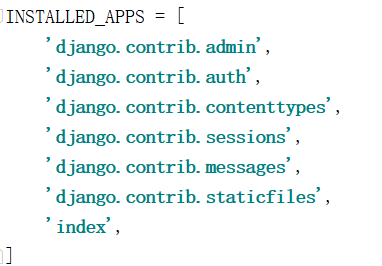 INSTALLED_APPS = [
    'django.contrib.admin',
    'django.contrib.auth',
    'django.contrib.contenttypes',
    'django.contrib.sessions',
    'django.contrib.messages',
    'django.contrib.staticfiles',
    'index',
]